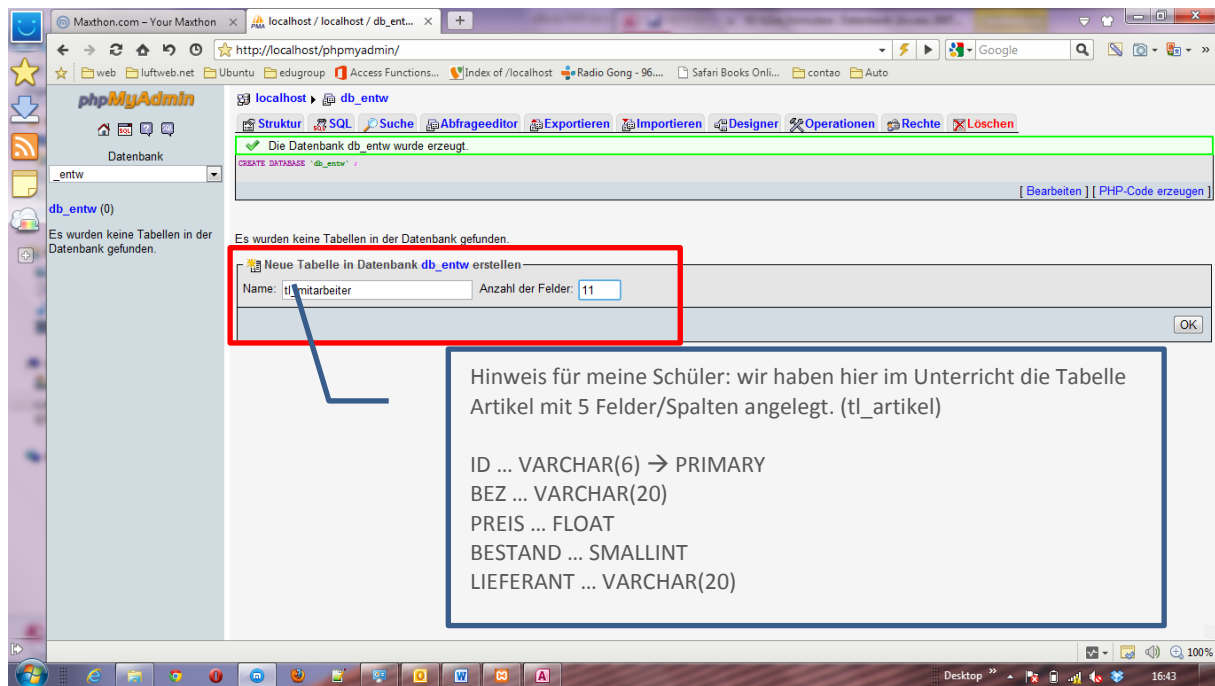 Maxthon.com – Your Maxthon
localhost / localhost / db_ent...
http://localhost/phpmyadmin/
Google
web luftweb.net Ubuntu edugroup Access Functions... Index of /localhost Radio Gong - 96.... Safari Books Onli... contao Auto
phpMyAdmin
Datenbank
_entw
db_entw (0)
Es wurden keine Tabellen in der
Datenbank gefunden.
localhost db_entw
Struktur SQL Suche Abfrageeditor Exportieren Importieren Designer Operationen Rechte Löschen
Die Datenbank db_entw wurde erzeugt.
CREATE DATABASE `db_entw` ;
[ Bearbeiten ] [ PHP-Code erzeugen ]
Es wurden keine Tabellen in der Datenbank gefunden.
Neue Tabelle in Datenbank db_entw erstellen
Name: tl_mitarbeiter Anzahl der Felder: 11
OK
Hinweis für meine Schüler: wir haben hier im Unterricht die Tabelle
Artikel mit 5 Felder/Spalten angelegt. (tl_artikel)
ID ... VARCHAR(6) → PRIMARY
BEZ ... VARCHAR(20)
PREIS ... FLOAT
BESTAND ... SMALLINT
LIEFERANT ... VARCHAR(20)
100%
Desktop » 16:43